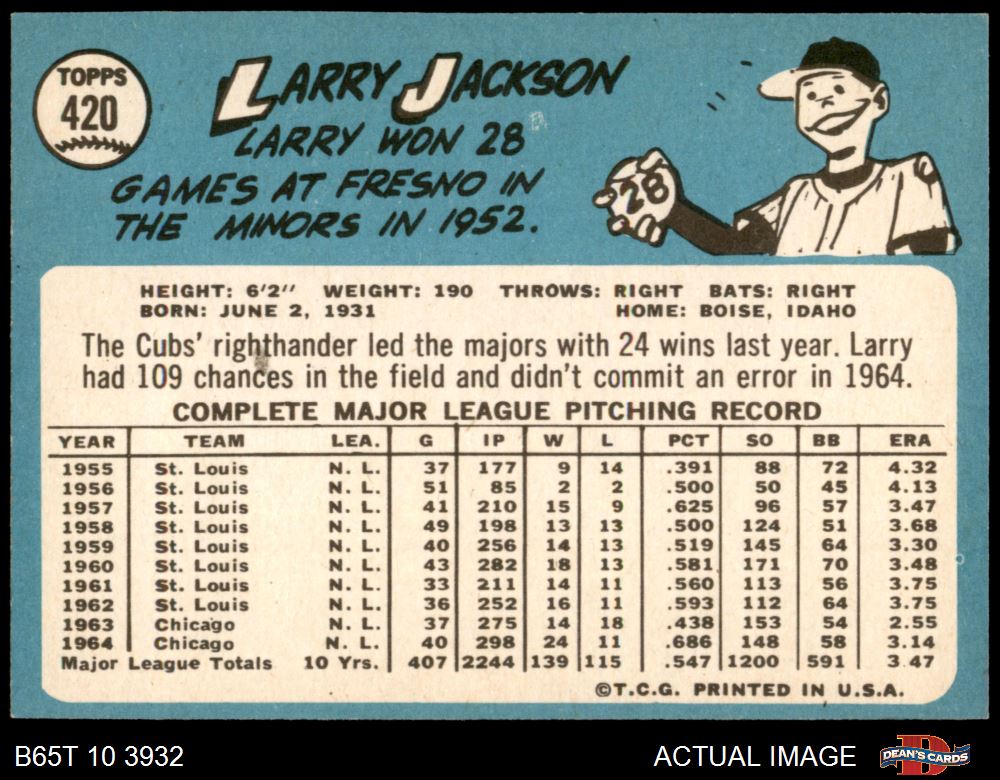 TOPPS
420
LARRY JACKSON
LARRY WON 28
GAMES AT FRESNO IN
THE MINORS IN 1952.
28
HEIGHT: 6'2" WEIGHT: 190 THROWS: RIGHT BATS: RIGHT
BORN: JUNE 2, 1931 HOME: BOISE, IDAHO
The Cubs' righthander led the majors with 24 wins last year. Larry
had 109 chances in the field and didn't commit an error in 1964.
COMPLETE MAJOR LEAGUE PITCHING RECORD
YEAR TEAM LEA. G IP W L PCT SO BB ERA
1955 St. Louis N. L. 37 177 9 14 .391 88 72 4.32
1956 St. Louis N. L. 51 85 2 2 .500 50 45 4.13
1957 St. Louis N. L. 41 210 15 9 .625 96 57 3.47
1958 St. Louis N. L. 49 198 13 13 .500 124 51 3.68
1959 St. Louis N. L. 40 256 14 13 .519 145 64 3.30
1960 St. Louis N. L. 43 282 18 13 .581 171 70 3.48
1961 St. Louis N. L. 33 211 14 11 .560 113 56 3.75
1962 St. Louis N. L. 36 252 16 11 .593 112 64 3.75
1963 Chicago N. L. 37 275 14 18 .438 153 54 2.55
1964 Chicago N. L. 40 298 24 11 .686 148 58 3.14
Major League Totals 10 Yrs. 407 2244 139 115 .547 1200 591 3.47
©T.C.G. PRINTED IN U.S.A.
B65T 10 3932 ACTUAL IMAGE DEAN'S CARDS